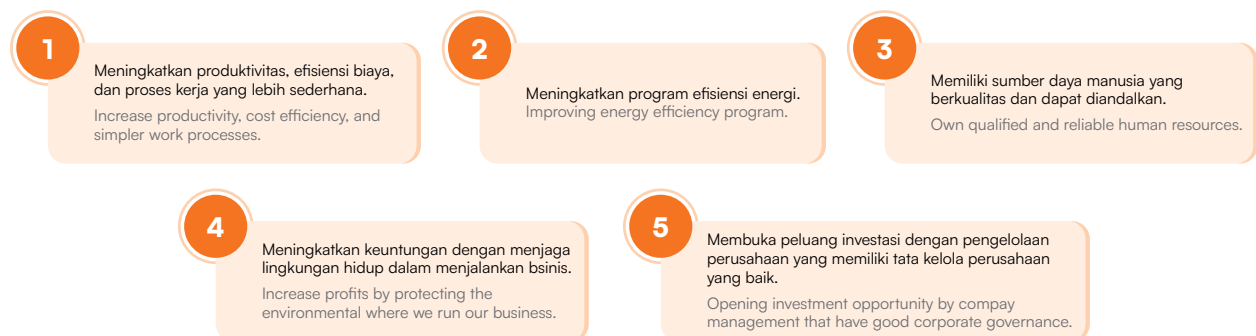 1
Meningkatkan produktivitas, efisiensi biaya,
dan proses kerja yang lebih sederhana.
Increase productivity, cost efficiency, and
simpler work processes.
2
Meningkatkan program efisiensi energi.
Improving energy efficiency program.
3
Memiliki sumber daya manusia yang
berkualitas dan dapat diandalkan.
Own qualified and reliable human resources.
4
Meningkatkan keuntungan dengan menjaga
lingkungan hidup dalam menjalankan bsinis.
Increase profits by protecting the
environmental where we run our business.
5
Membuka peluang investasi dengan pengelolaan
perusahaan yang memiliki tata kelola perusahaan
yang baik.
Opening investment opportunity by compay
management that have good corporate governance.